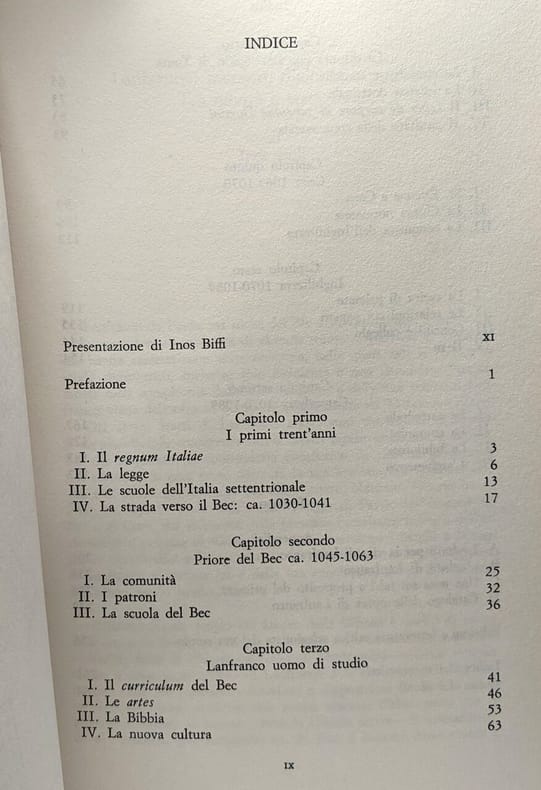 INDICE
Presentazione di Inos Biffi XI
Prefazione 1
Capitolo primo
I primi trent'anni
I. Il regnum Italiae 3
II. La legge 6
III. Le scuole dell'Italia settentrionale 13
IV. La strada verso il Bec: ca. 1030-1041 17
Capitolo secondo
Priore del Bec ca. 1045-1063
I. La comunità 25
II. I patroni 32
III. La scuola del Bec 36
Capitolo terzo
Lanfranco uomo di studio
I. Il curriculum del Bec 41
II. Le artes 46
III. La Bibbia 53
IV. La nuova cultura 63
IX